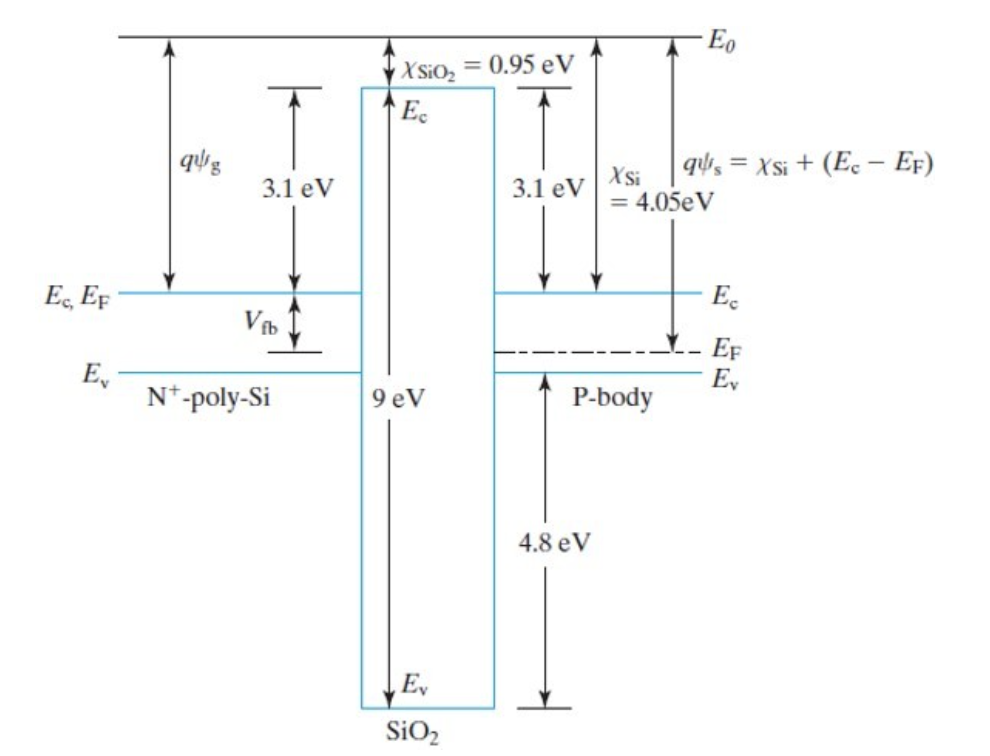 E₀
χSiO₂ = 0.95 eV
Ec
qψg
3.1 eV
3.1 eV
χSi
= 4.05eV
qψs = χSi + (Ec − EF)
Ec, EF
Ec
Vfb
EF
Ev
Ev
N⁺-poly-Si
9 eV
P-body
4.8 eV
Ev
SiO₂